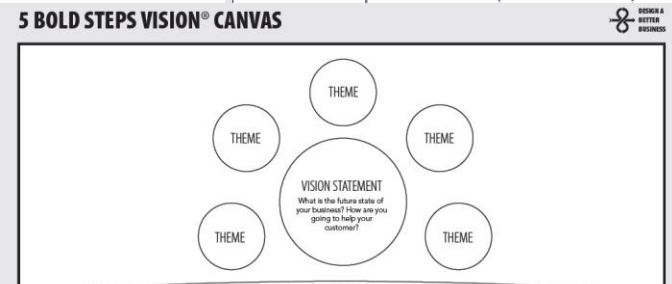 5 BOLD STEPS VISION® CANVAS
DESIGN A
BETTER
BUSINESS
THEME
THEME
THEME
VISION STATEMENT
What is the future state of
your business? How are you
going to help your
customer?
THEME
THEME